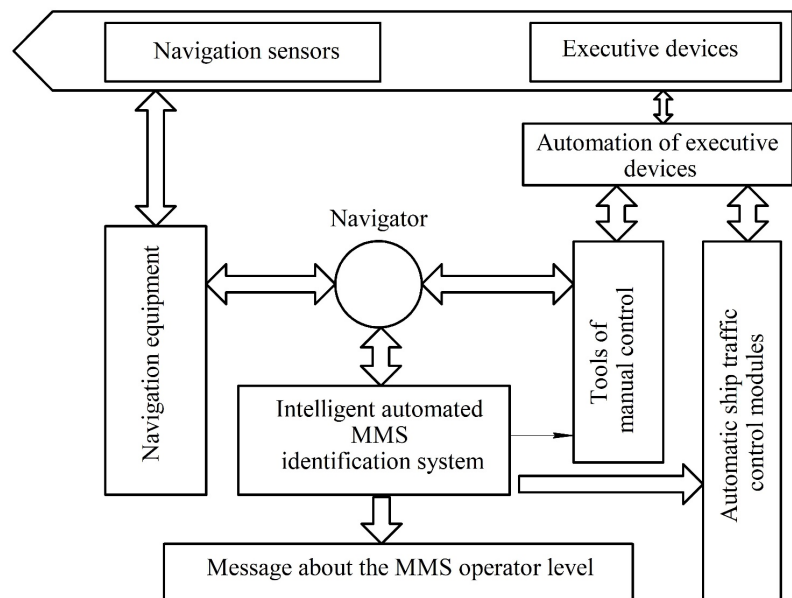 Navigation sensors
Executive devices
Automation of executive
devices
Navigator
Navigation equipment
Tools of
manual control
Automatic ship traffic
control modules
Intelligent automated
MMS
identification system
Message about the MMS operator level